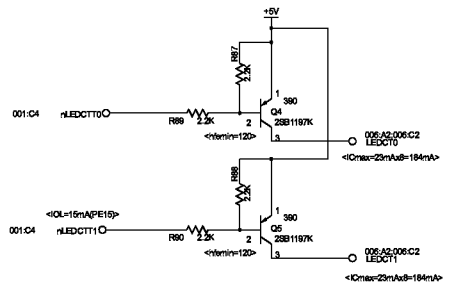 +5V
R87
2.2K
1
390
Q4
001:C4
nLEDCTT0
R89
2.2K
2
2SB1197K
006:A2;006:C2
<hfemin=120>
3
LEDCT0
<ICmax=23mAx8=184mA>
R88
2.2K
1
<IOL=15mA(PE15)>
390
Q5
001:C4
nLEDCTT1
R90
2.2K
2
2SB1197K
006:A2;006:C2
<hfemin=120>
3
LEDCT1
<ICmax=23mAx8=184mA>